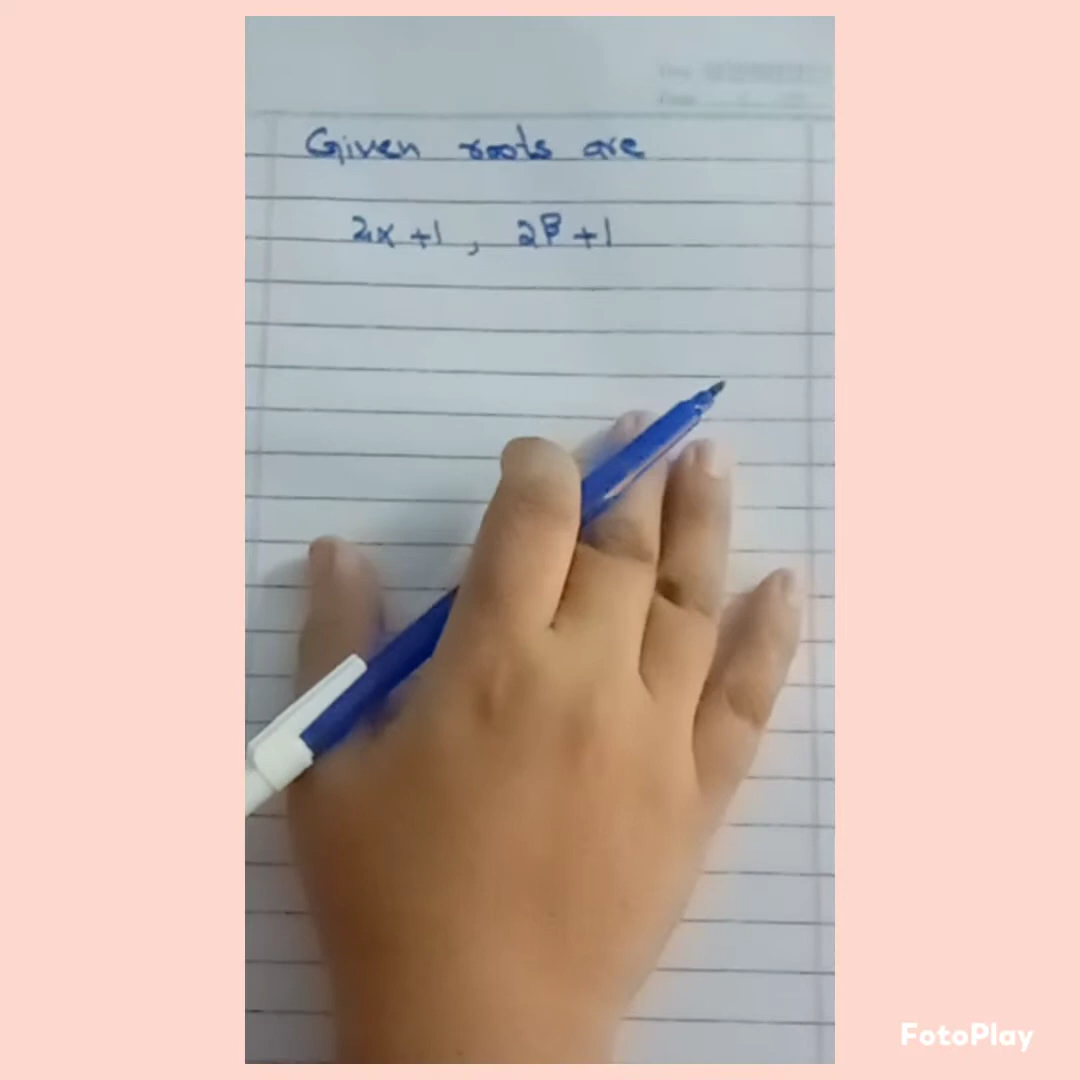 Given roots are
2α+1, 2β+1
FotoPlay